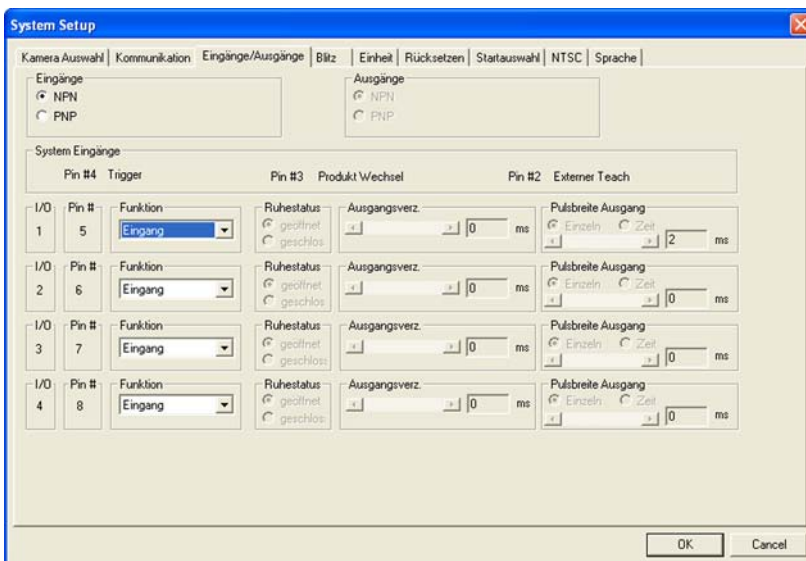 System Setup
Kamera Auswahl Kommunikation Eingänge/Ausgänge Blitz Einheit Rücksetzen Startauswahl NTSC Sprache
Eingänge Ausgänge
NPN NPN
PNP PNP
System Eingänge
Pin #4 Trigger Pin #3 Produkt Wechsel Pin #2 Externer Teach
I/O Pin # Funktion Ruhestatus Ausgangsverz. Pulsbreite Ausgang
1 5 Eingang geöffnet 0 ms Einzeln Zeit
geschlos 2 ms
I/O Pin # Funktion Ruhestatus Ausgangsverz. Pulsbreite Ausgang
2 6 Eingang geöffnet 0 ms Einzeln Zeit
geschlos 0 ms
I/O Pin # Funktion Ruhestatus Ausgangsverz. Pulsbreite Ausgang
3 7 Eingang geöffnet 0 ms Einzeln Zeit
geschloss 0 ms
I/O Pin # Funktion Ruhestatus Ausgangsverz. Pulsbreite Ausgang
4 8 Eingang geöffnet 0 ms Einzeln Zeit
geschlos 0 ms
OK Cancel